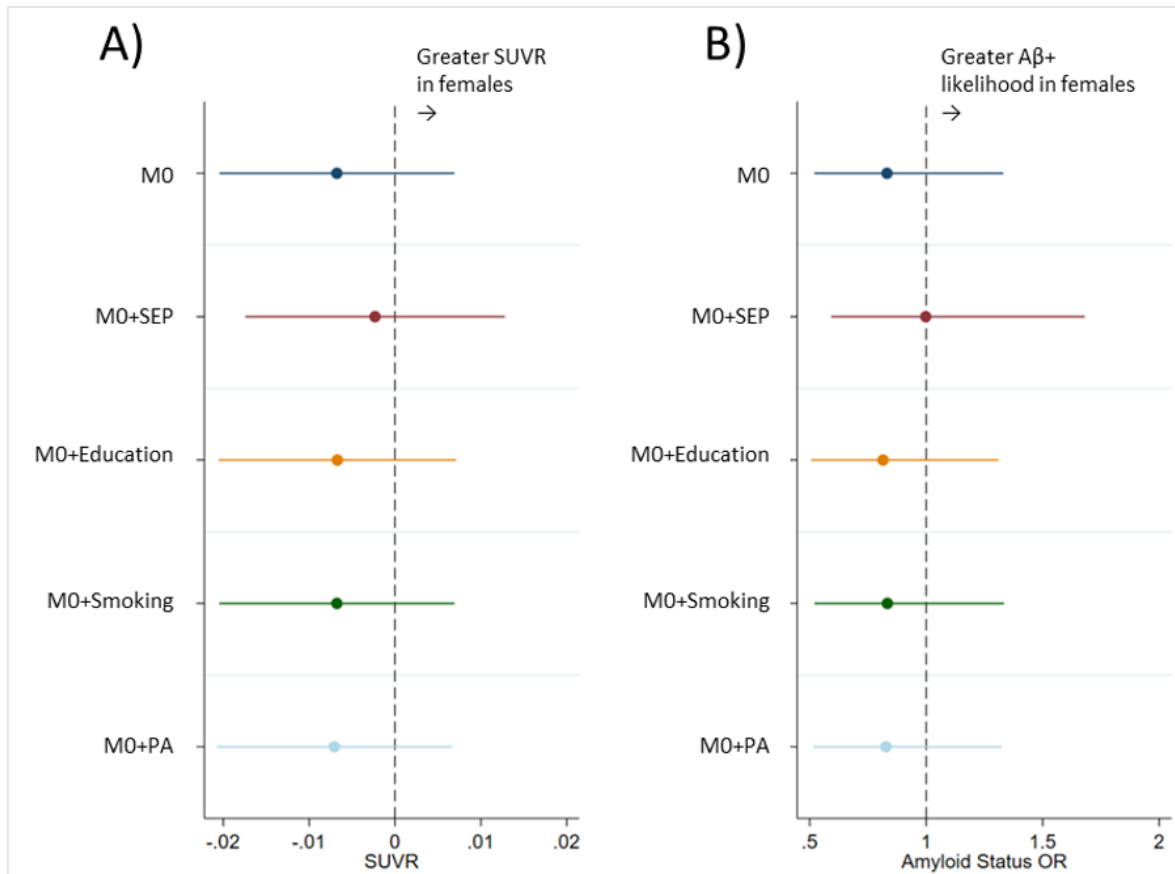 A)
Greater SUVR
in females
→
M0
M0+SEP
M0+Education
M0+Smoking
M0+PA
-.02 -.01 0 .01 .02
SUVR
B)
Greater Aβ+
likelihood in females
→
M0
M0+SEP
M0+Education
M0+Smoking
M0+PA
.5 1 1.5 2
Amyloid Status OR